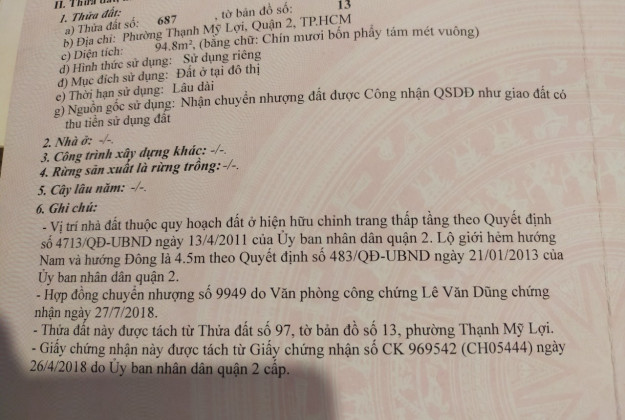 II. Thửa đất
1. Thửa đất:
a) Thửa đất số: 687 , tờ bản đồ số: 13
b) Địa chỉ: Phường Thạnh Mỹ Lợi, Quận 2, TP.HCM
c) Diện tích: 94.8m², (bằng chữ: Chín mươi bốn phẩy tám mét vuông)
d) Hình thức sử dụng: Sử dụng riêng
đ) Mục đích sử dụng: Đất ở tại đô thị
e) Thời hạn sử dụng: Lâu dài
g) Nguồn gốc sử dụng: Nhận chuyển nhượng đất được Công nhận QSDĐ như giao đất có
thu tiền sử dụng đất
2. Nhà ở: -/-.
3. Công trình xây dựng khác: -/-.
4. Rừng sản xuất là rừng trồng: -/-.
5. Cây lâu năm: -/-.
6. Ghi chú:
- Vị trí nhà đất thuộc quy hoạch đất ở hiện hữu chỉnh trang thấp tầng theo Quyết định
số 4713/QĐ-UBND ngày 13/4/2011 của Ủy ban nhân dân quận 2. Lộ giới hẻm hướng
Nam và hướng Đông là 4.5m theo Quyết định số 483/QĐ-UBND ngày 21/01/2013 của
Ủy ban nhân dân quận 2.
- Hợp đồng chuyển nhượng số 9949 do Văn phòng công chứng Lê Văn Dũng chứng
nhận ngày 27/7/2018.
- Thửa đất này được tách từ Thửa đất số 97, tờ bản đồ số 13, phường Thạnh Mỹ Lợi.
- Giấy chứng nhận này được tách từ Giấy chứng nhận số CK 969542 (CH05444) ngày
26/4/2018 do Ủy ban nhân dân quận 2 cấp.